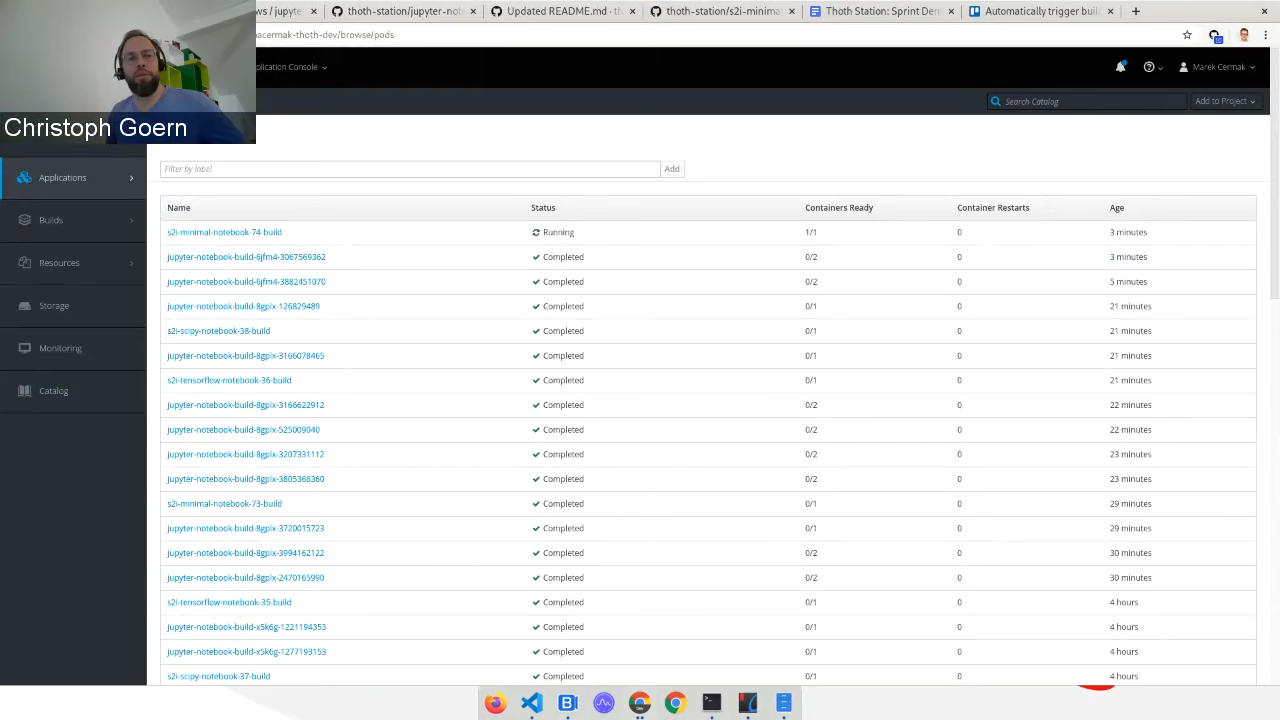 ws / jupyter
thoth-station/jupyter-not
Updated README.md · th
thoth-station/s2i-minima
Thoth Station: Sprint Dem
Automatically trigger buil
acermak-thoth-dev/browse/pods
Christoph Goern
plication Console
Marek Cermak
Search Catalog
Add to Project
Applications
Builds
Resources
Storage
Monitoring
Catalog
Filter by label
Add
Name Status Containers Ready Container Restarts Age
s2i-minimal-notebook-74-build Running 1/1 0 3 minutes
jupyter-notebook-build-6jfm4-3067569362 Completed 0/2 0 3 minutes
jupyter-notebook-build-6jfm4-3882451070 Completed 0/2 0 5 minutes
jupyter-notebook-build-8gplx-126829489 Completed 0/1 0 21 minutes
s2i-scipy-notebook-38-build Completed 0/1 0 21 minutes
jupyter-notebook-build-8gplx-3166078465 Completed 0/1 0 21 minutes
s2i-tensorflow-notebook-36-build Completed 0/1 0 21 minutes
jupyter-notebook-build-8gplx-3166622912 Completed 0/2 0 22 minutes
jupyter-notebook-build-8gplx-525009040 Completed 0/2 0 22 minutes
jupyter-notebook-build-8gplx-3207331112 Completed 0/2 0 23 minutes
jupyter-notebook-build-8gplx-3805366360 Completed 0/2 0 23 minutes
s2i-minimal-notebook-73-build Completed 0/1 0 29 minutes
jupyter-notebook-build-8gplx-3720015723 Completed 0/1 0 29 minutes
jupyter-notebook-build-8gplx-3994162122 Completed 0/2 0 30 minutes
jupyter-notebook-build-8gplx-2470165990 Completed 0/2 0 30 minutes
s2i-tensorflow-notebook-35-build Completed 0/1 0 4 hours
jupyter-notebook-build-x5k6g-1221194353 Completed 0/1 0 4 hours
jupyter-notebook-build-x5k6g-1277193153 Completed 0/1 0 4 hours
s2i-scipy-notebook-37-build Completed 0/1 0 4 hours